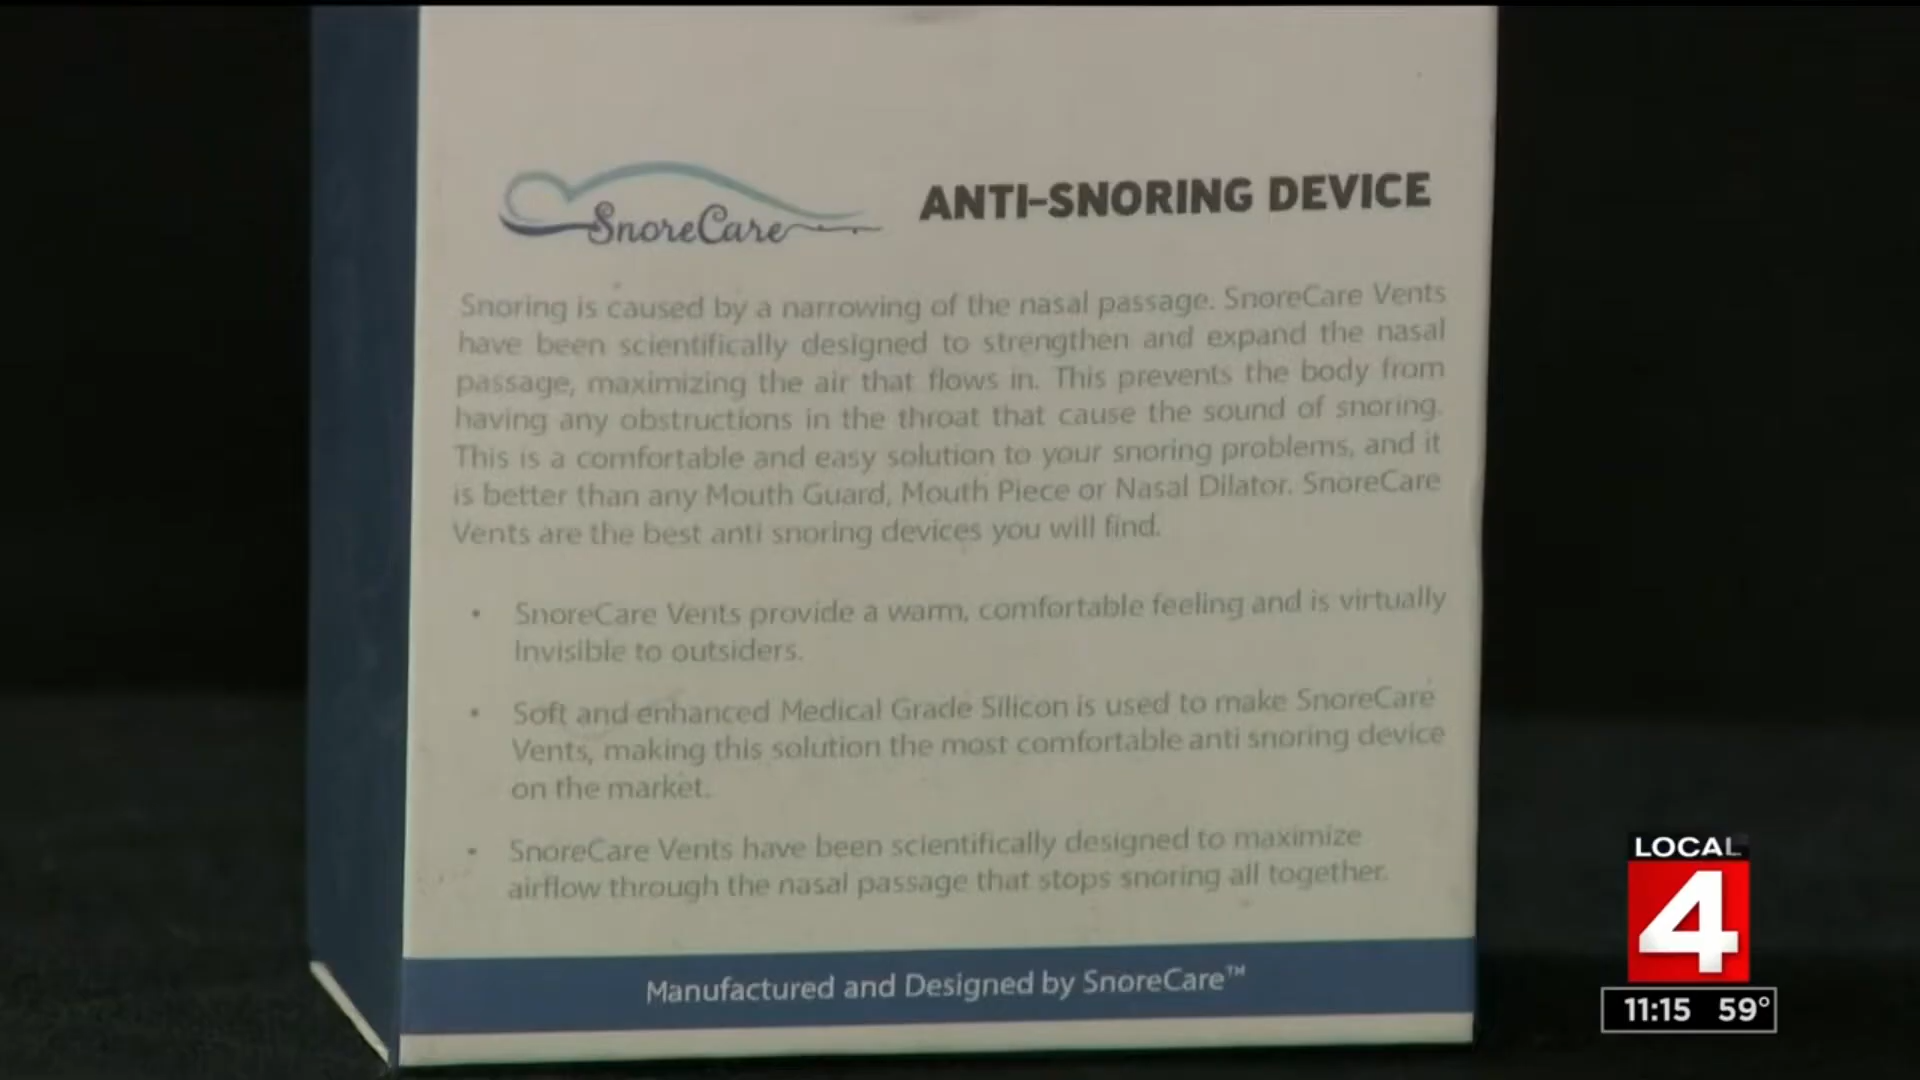 SnoreCare
ANTI-SNORING DEVICE
Snoring is caused by a narrowing of the nasal passage. SnoreCare Vents
have been scientifically designed to strengthen and expand the nasal
passage, maximizing the air that flows in. This prevents the body from
having any obstructions in the throat that cause the sound of snoring.
This is a comfortable and easy solution to your snoring problems, and it
is better than any Mouth Guard, Mouth Piece or Nasal Dilator. SnoreCare
Vents are the best anti snoring devices you will find.
• SnoreCare Vents provide a warm, comfortable feeling and is virtually
Invisible to outsiders.
• Soft and enhanced Medical Grade Silicon is used to make SnoreCare
Vents, making this solution the most comfortable anti snoring device
on the market.
• SnoreCare Vents have been scientifically designed to maximize
airflow through the nasal passage that stops snoring all together.
Manufactured and Designed by SnoreCare™
LOCAL
4
11:15 59°